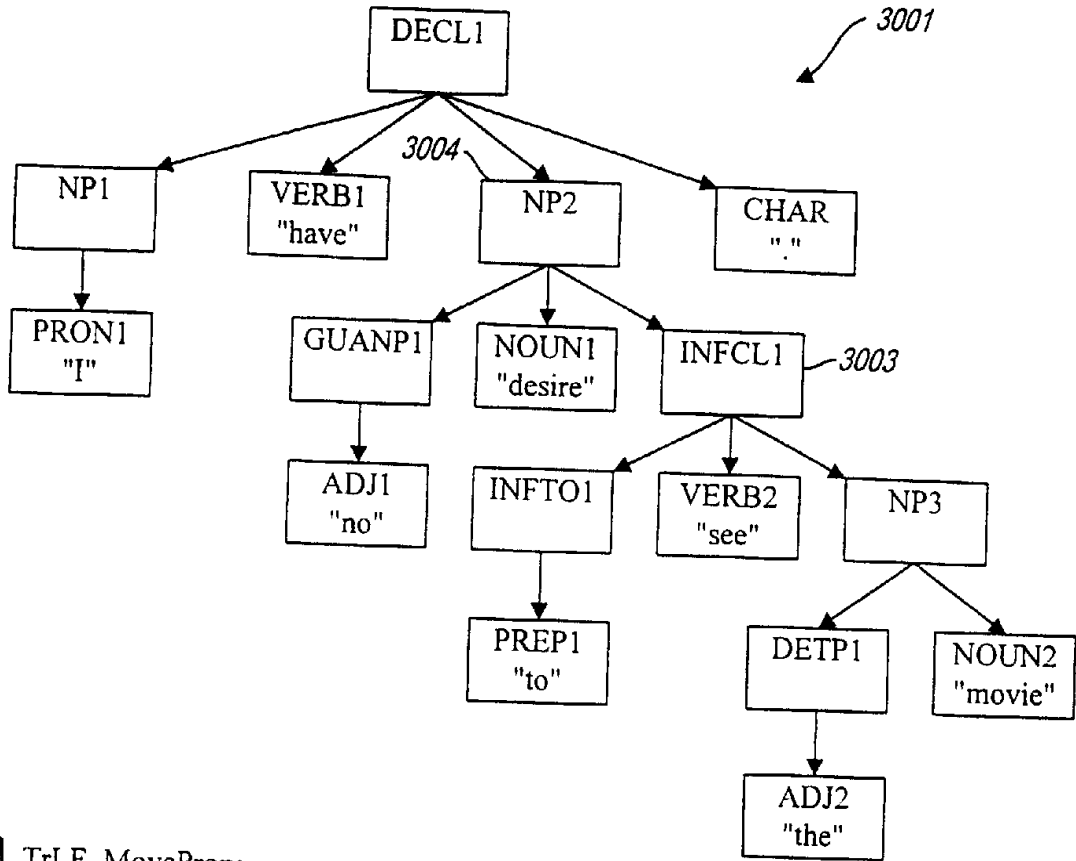 DECL1
3001
NP1
VERB1
"have"
3004
NP2
CHAR
"."
PRON1
"I"
GUANP1
NOUN1
"desire"
INFCL1
3003
ADJ1
"no"
INFTO1
VERB2
"see"
NP3
PREP1
"to"
DETP1
NOUN2
"movie"
ADJ2
"the"